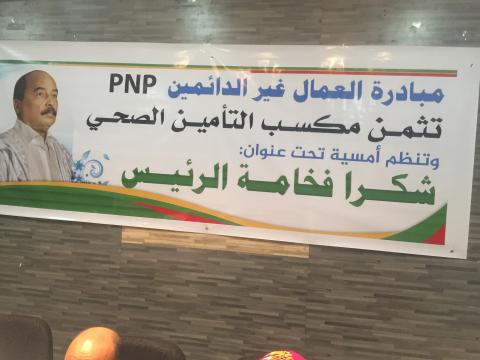 مبادرة العمال غير الدائمين PNP
تثمن مكسب التأمين الصحي
وتنظم أمسية تحت عنوان:
شكرا فخامة الرئيس